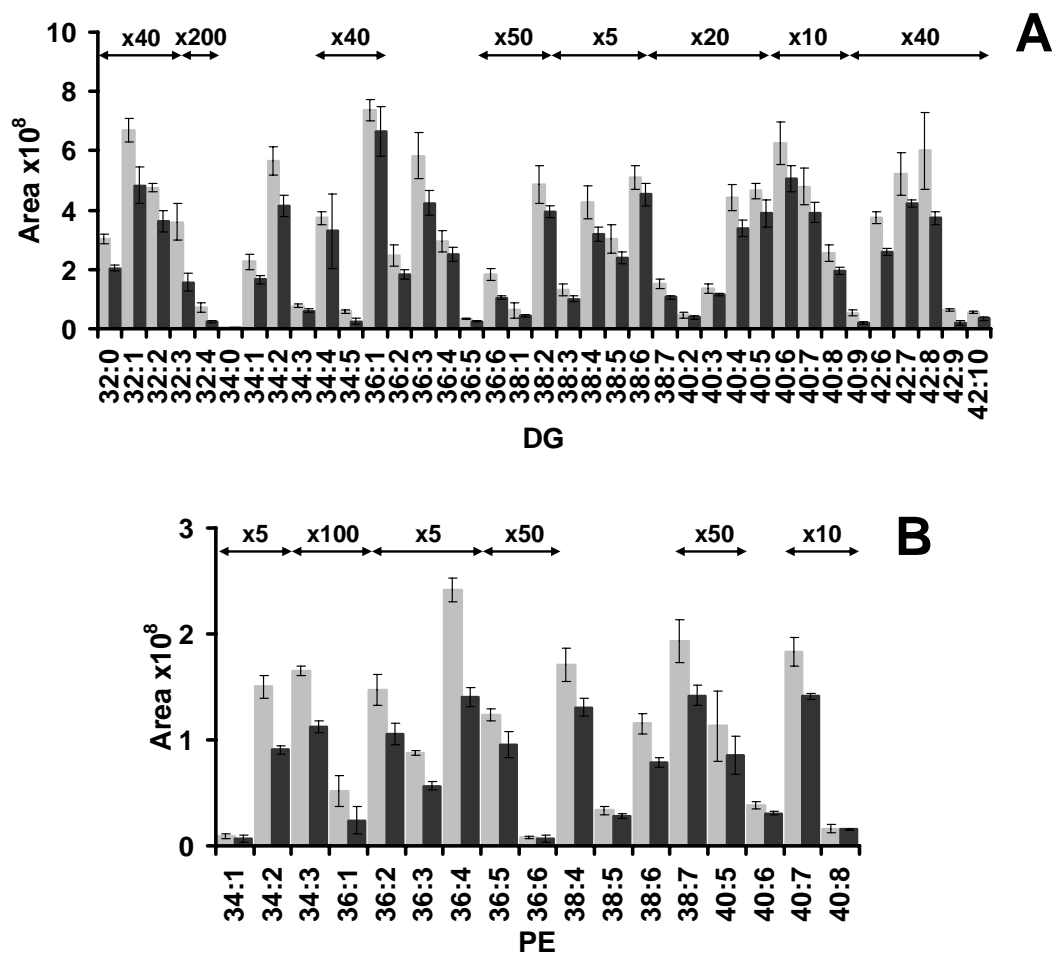 A
x40 x200 x40 x50 x5 x20 x10 x40
10
8
6
4
2
0
Area x10⁸
32:0 32:1 32:2 32:3 32:4 34:0 34:1 34:2 34:3 34:4 34:5 36:1 36:2 36:3 36:4 36:5 36:6 38:1 38:2 38:3 38:4 38:5 38:6 38:7 40:2 40:3 40:4 40:5 40:6 40:7 40:8 40:9 42:6 42:7 42:8 42:9 42:10
DG
B
x5 x100 x5 x50 x50 x10
3
2
1
0
Area x10⁸
34:1 34:2 34:3 36:1 36:2 36:3 36:4 36:5 36:6 38:4 38:5 38:6 38:7 40:5 40:6 40:7 40:8
PE